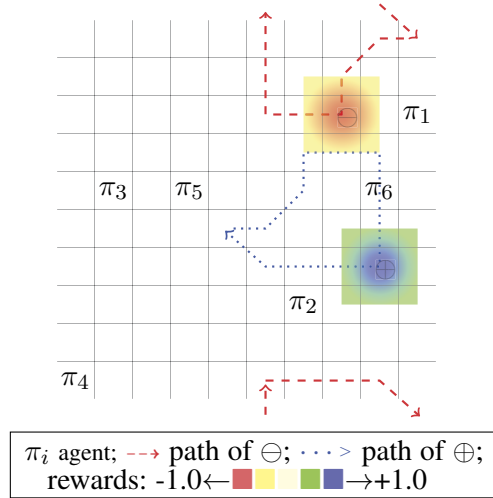 ⊖
π₁
π₃ π₅ π₆
⊕
π₂
π₄
πᵢ agent; --→ path of ⊖; ···> path of ⊕;
rewards: -1.0← →+1.0